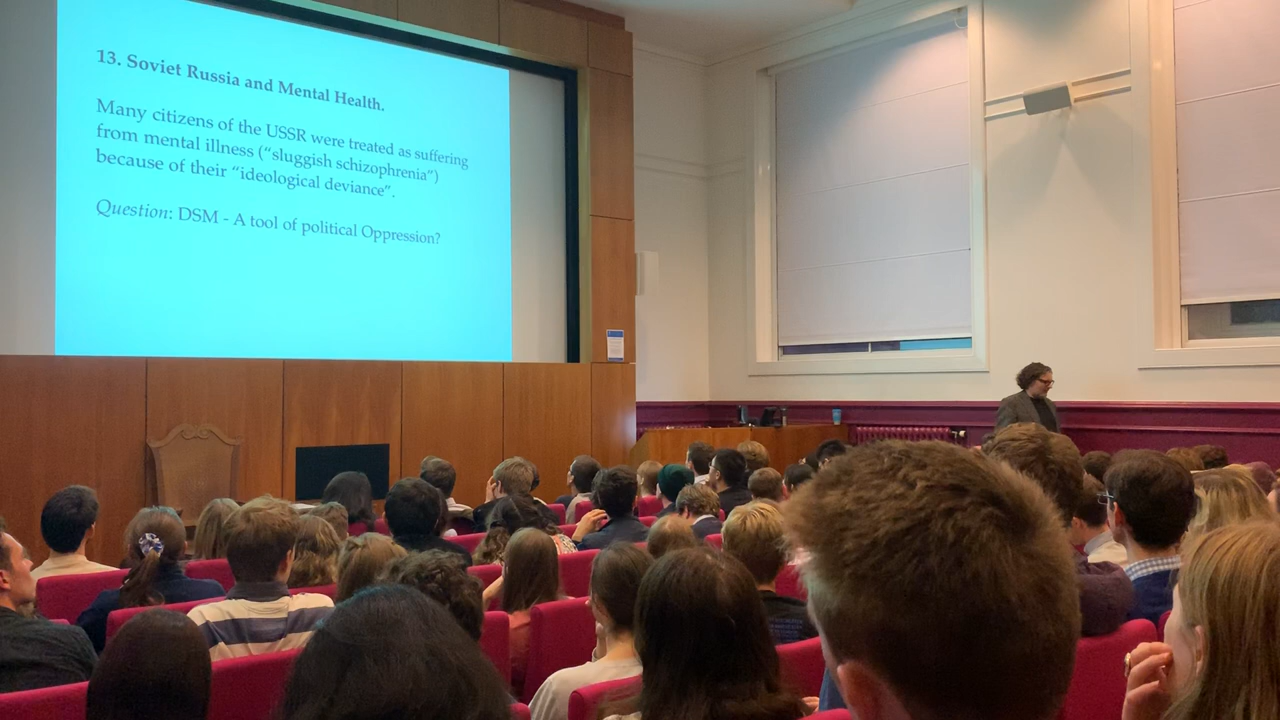 13. Soviet Russia and Mental Health.
Many citizens of the USSR were treated as suffering
from mental illness (“sluggish schizophrenia”)
because of their “ideological deviance”.
Question: DSM - A tool of political Oppression?